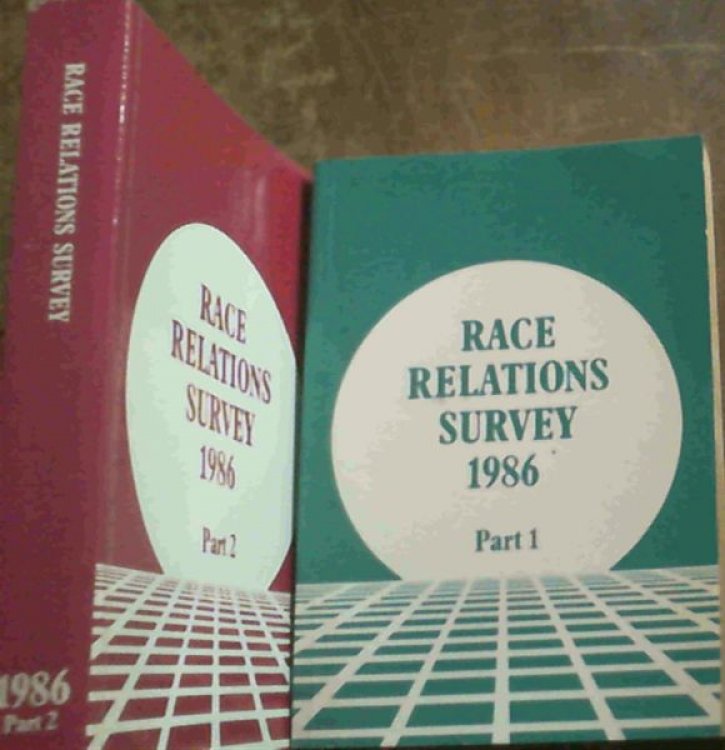 RACE RELATIONS SURVEY
1986
Part 2
RACE
RELATIONS
SURVEY
1986
Part 2
RACE
RELATIONS
SURVEY
1986
Part 1